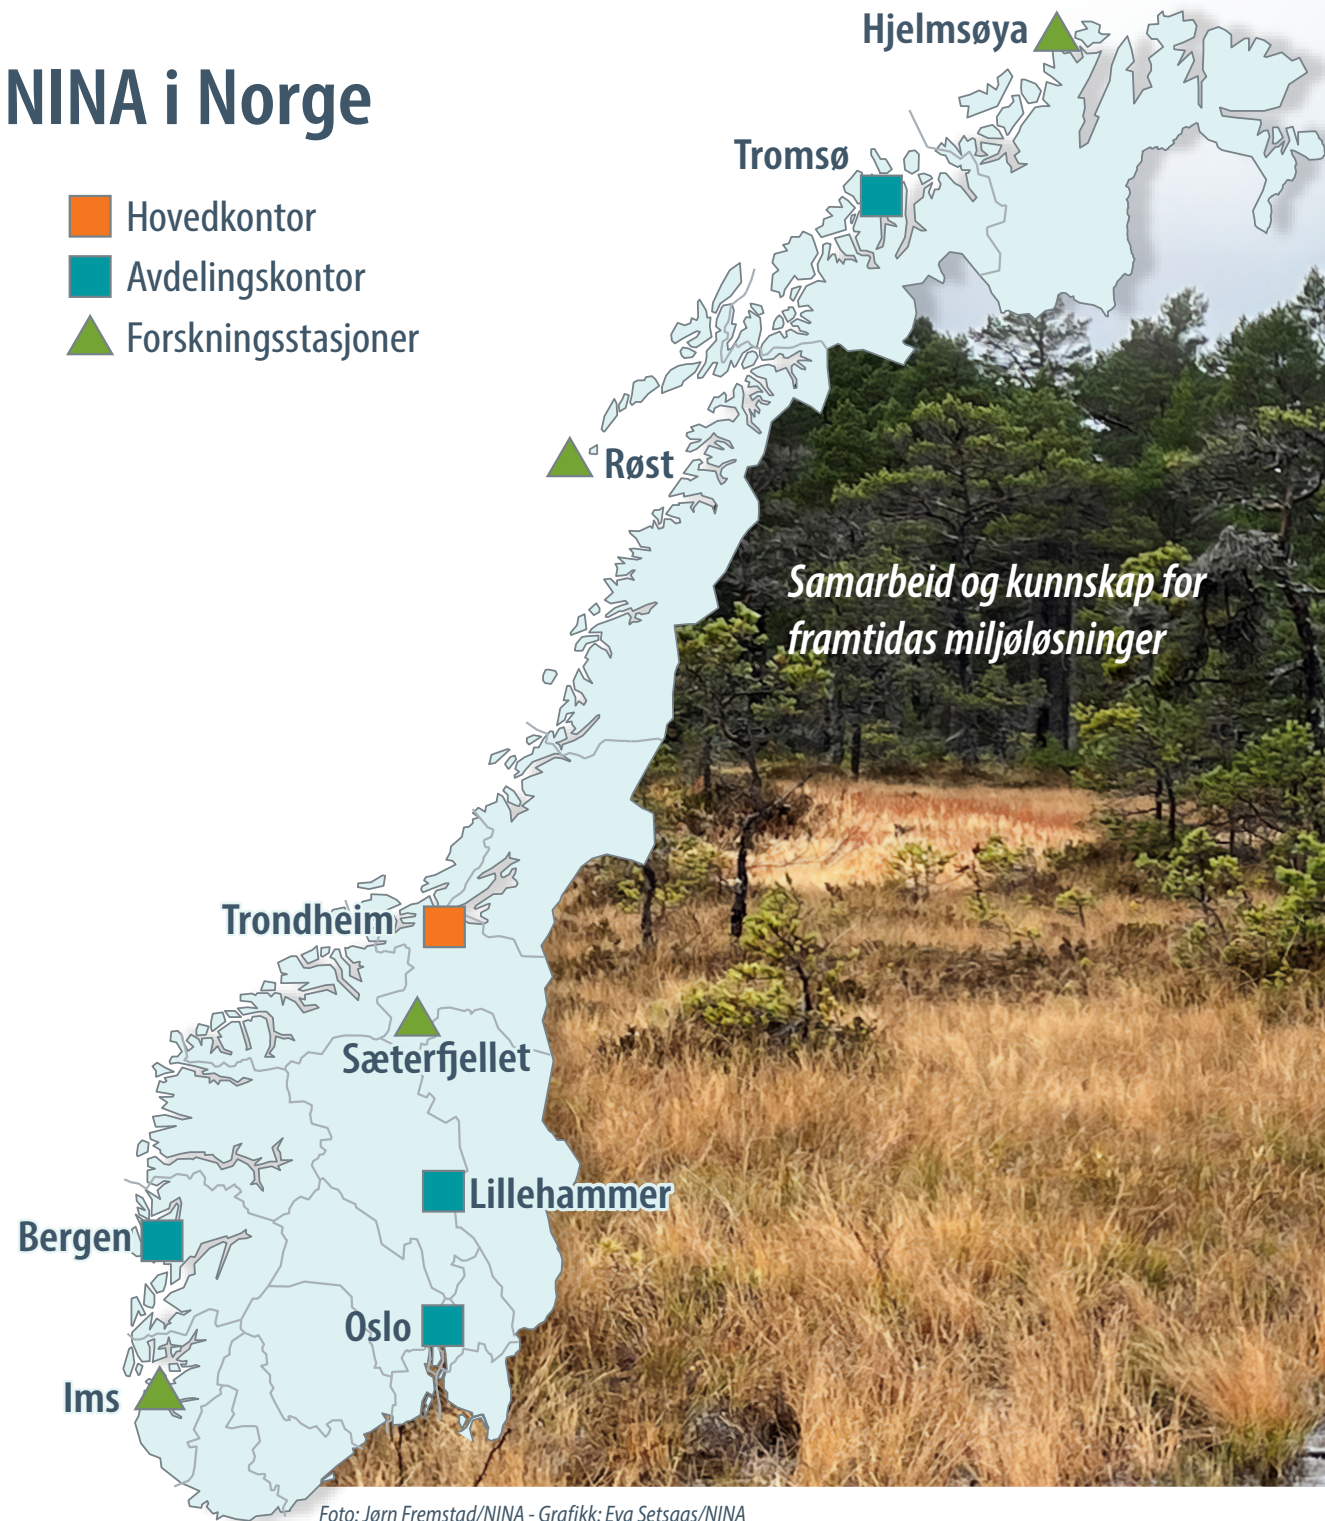 Hjelmsøya
NINA i Norge
Tromsø
Hovedkontor
Avdelingskontor
Forskningsstasjoner
Røst
Samarbeid og kunnskap for
framtidas miljøløsninger
Trondheim
Sæterfjellet
Lillehammer
Bergen
Oslo
Ims
Foto: Jørn Fremstad/NINA - Grafikk: Eva Setsaas/NINA